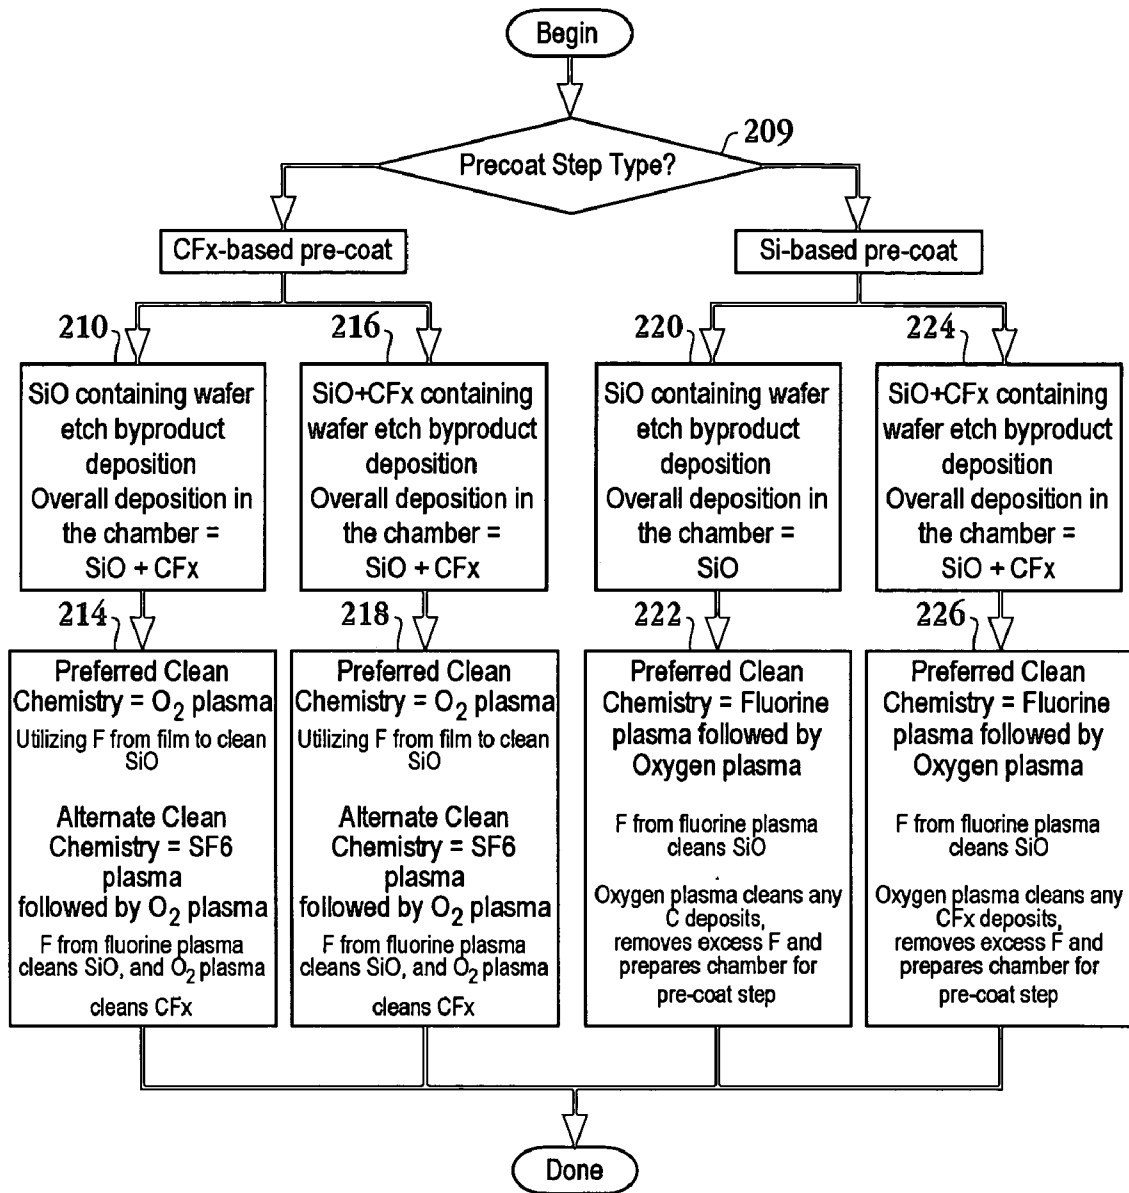 Begin
209
Precoat Step Type?
CFx-based pre-coat
Si-based pre-coat
210
SiO containing wafer
etch byproduct
deposition
Overall deposition in
the chamber =
SiO + CFx
216
SiO+CFx containing
wafer etch byproduct
deposition
Overall deposition in
the chamber =
SiO + CFx
220
SiO containing wafer
etch byproduct
deposition
Overall deposition in
the chamber =
SiO
224
SiO+CFx containing
wafer etch byproduct
deposition
Overall deposition in
the chamber =
SiO + CFx
214
Preferred Clean
Chemistry = O₂ plasma
Utilizing F from film to clean
SiO
Alternate Clean
Chemistry = SF6
plasma
followed by O₂ plasma
F from fluorine plasma
cleans SiO, and O₂ plasma
cleans CFx
218
Preferred Clean
Chemistry = O₂ plasma
Utilizing F from film to clean
SiO
Alternate Clean
Chemistry = SF6
plasma
followed by O₂ plasma
F from fluorine plasma
cleans SiO, and O₂ plasma
cleans CFx
222
Preferred Clean
Chemistry = Fluorine
plasma followed by
Oxygen plasma
F from fluorine plasma
cleans SiO
Oxygen plasma cleans any
C deposits,
removes excess F and
prepares chamber for
pre-coat step
226
Preferred Clean
Chemistry = Fluorine
plasma followed by
Oxygen plasma
F from fluorine plasma
cleans SiO
Oxygen plasma cleans any
CFx deposits,
removes excess F and
prepares chamber for
pre-coat step
Done